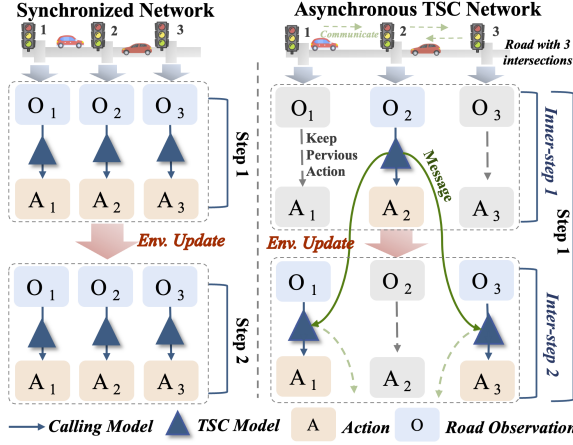 Synchronized Network
1 2 3
O 1 O 2 O 3
A 1 A 2 A 3
Step 1
Env. Update
O 1 O 2 O 3
A 1 A 2 A 3
Step 2
Asynchronous TSC Network
1 2 3
Communicate
Road with 3
intersections
O 1 O 2 O 3
Keep
Pervious
Action
Message
A 1 A 2 A 3
Inner-step 1
Step 1
Env. Update
O 1 O 2 O 3
A 1 A 2 A 3
Inter-step 2
Calling Model
TSC Model
A Action
O Road Observation